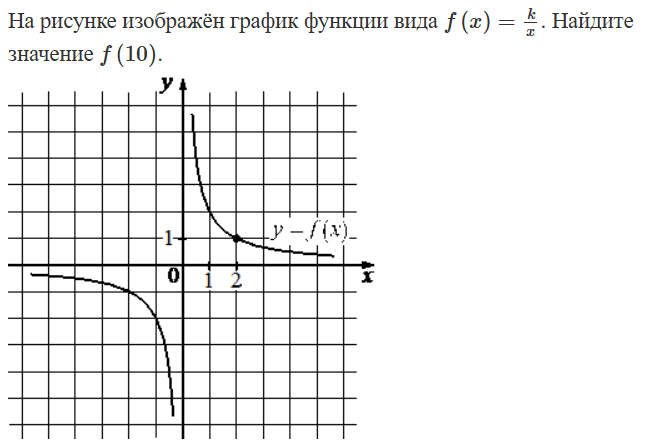 На рисунке изображён график функции вида f (x) = k/x. Найдите
значение f (10).
y
y = f(x)
1
0 1 2 x